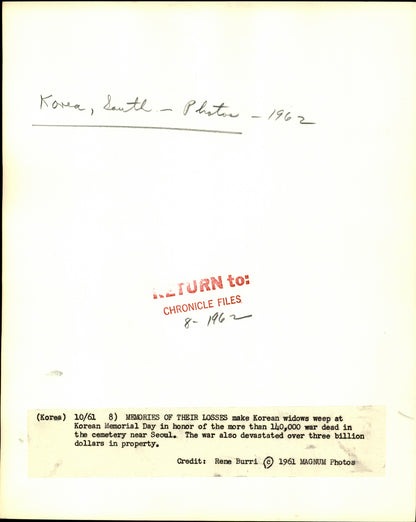 Korea, South - Photos - 1962
RETURN to:
CHRONICLE FILES
8- 1962
(Korea) 10/61 8) MEMORIES OF THEIR LOSSES make Korean widows weep at
Korean Memorial Day in honor of the more than 140,000 war dead in
the cemetery near Seoul. The war also devastated over three billion
dollars in property.
Credit: Rene Burri © 1961 MAGNUM Photos